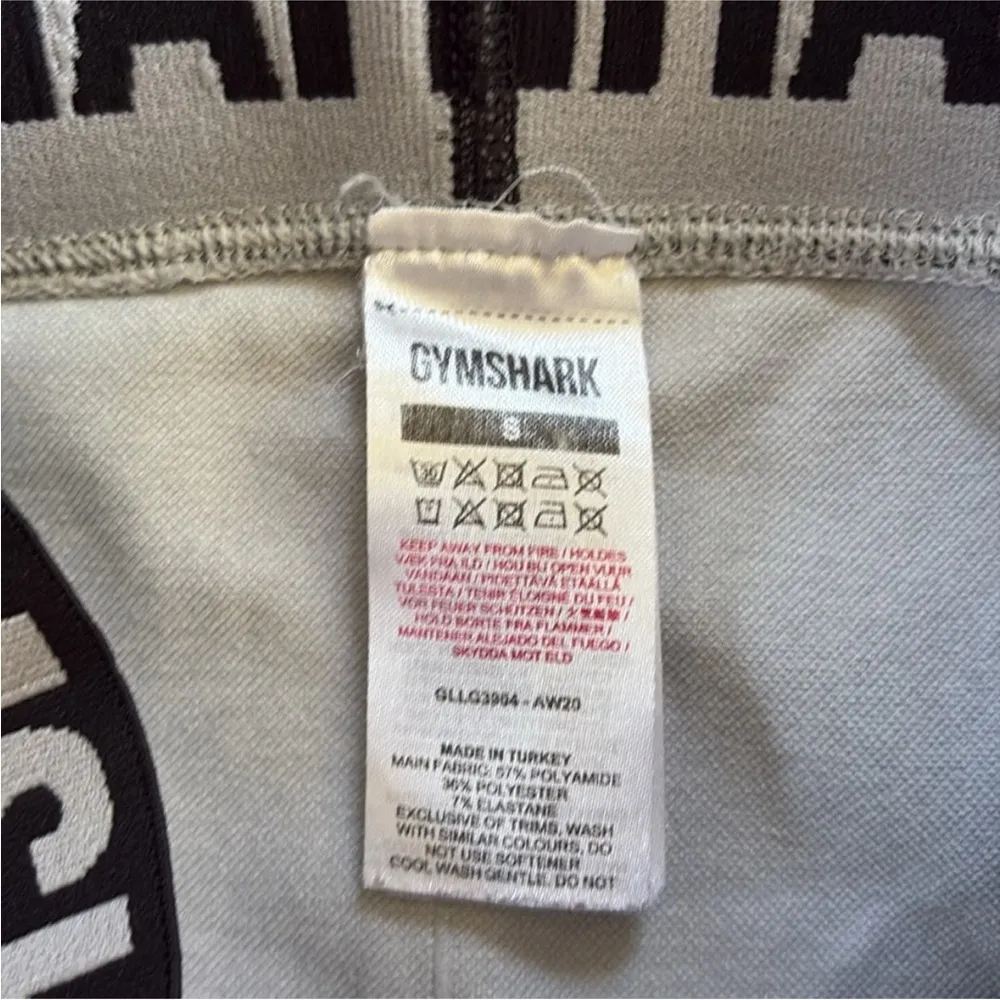 GYMSHARK
S
30
KEEP AWAY FROM FIRE / HOLDES
VÆK FRA ILD / HOU BIJ OPEN VUUR
VANDAAN / PIDETTÄVÄ ETÄÄLLÄ
TULESTA / TENIR ÉLOIGNÉ DU FEU /
VOR FEUER SCHÜTZEN /
HOLD BORTE FRA FLAMMER /
MANTENER ALEJADO DEL FUEGO /
SKYDDA MOT ELD
GLLG3904 - AW20
MADE IN TURKEY
MAIN FABRIC: 57% POLYAMIDE
36% POLYESTER
7% ELASTANE
EXCLUSIVE OF TRIMS, WASH
WITH SIMILAR COLOURS, DO
NOT USE SOFTENER
COOL WASH GENTLE. DO NOT